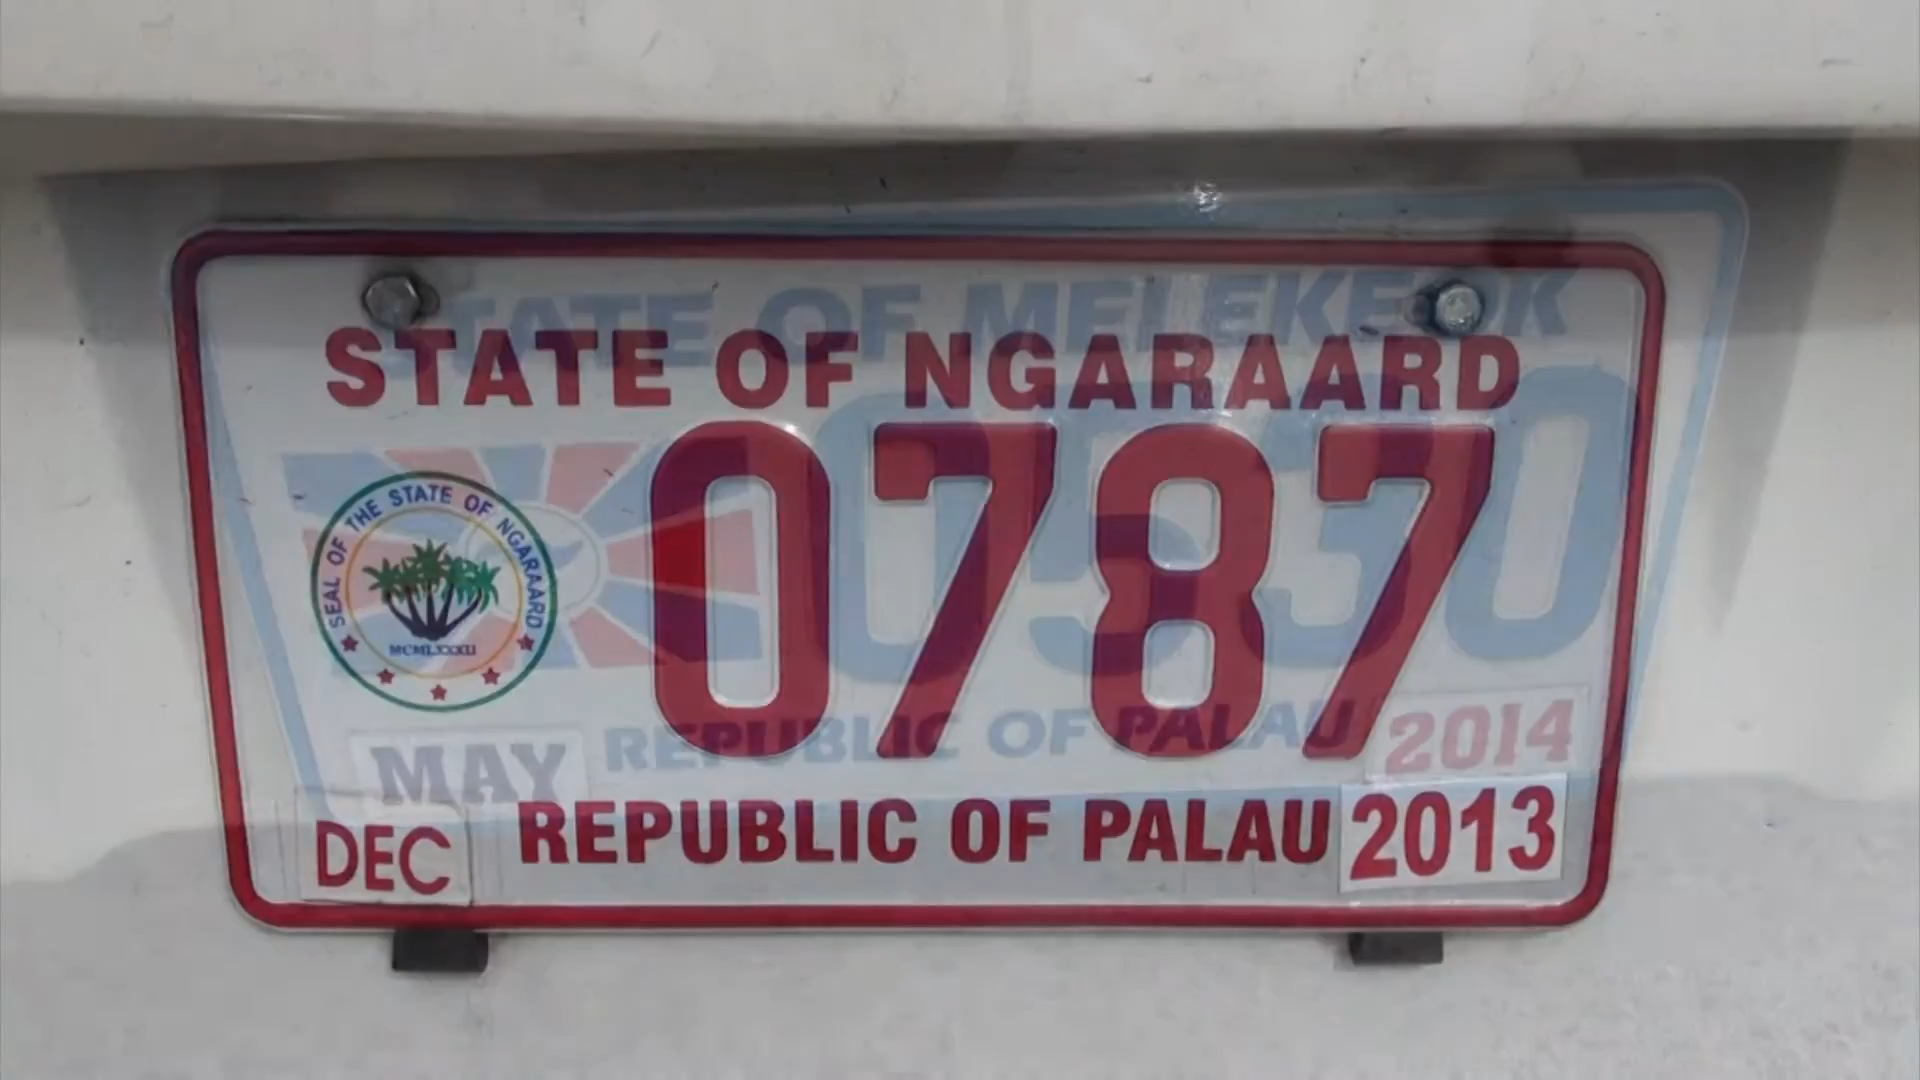 STATE OF MELEKEOK
STATE OF NGARAARD
SEAL OF THE STATE OF NGARAARD
MCMLXXXII
0787
0530
MAY
REPUBLIC OF PALAU
2014
DEC
REPUBLIC OF PALAU
2013